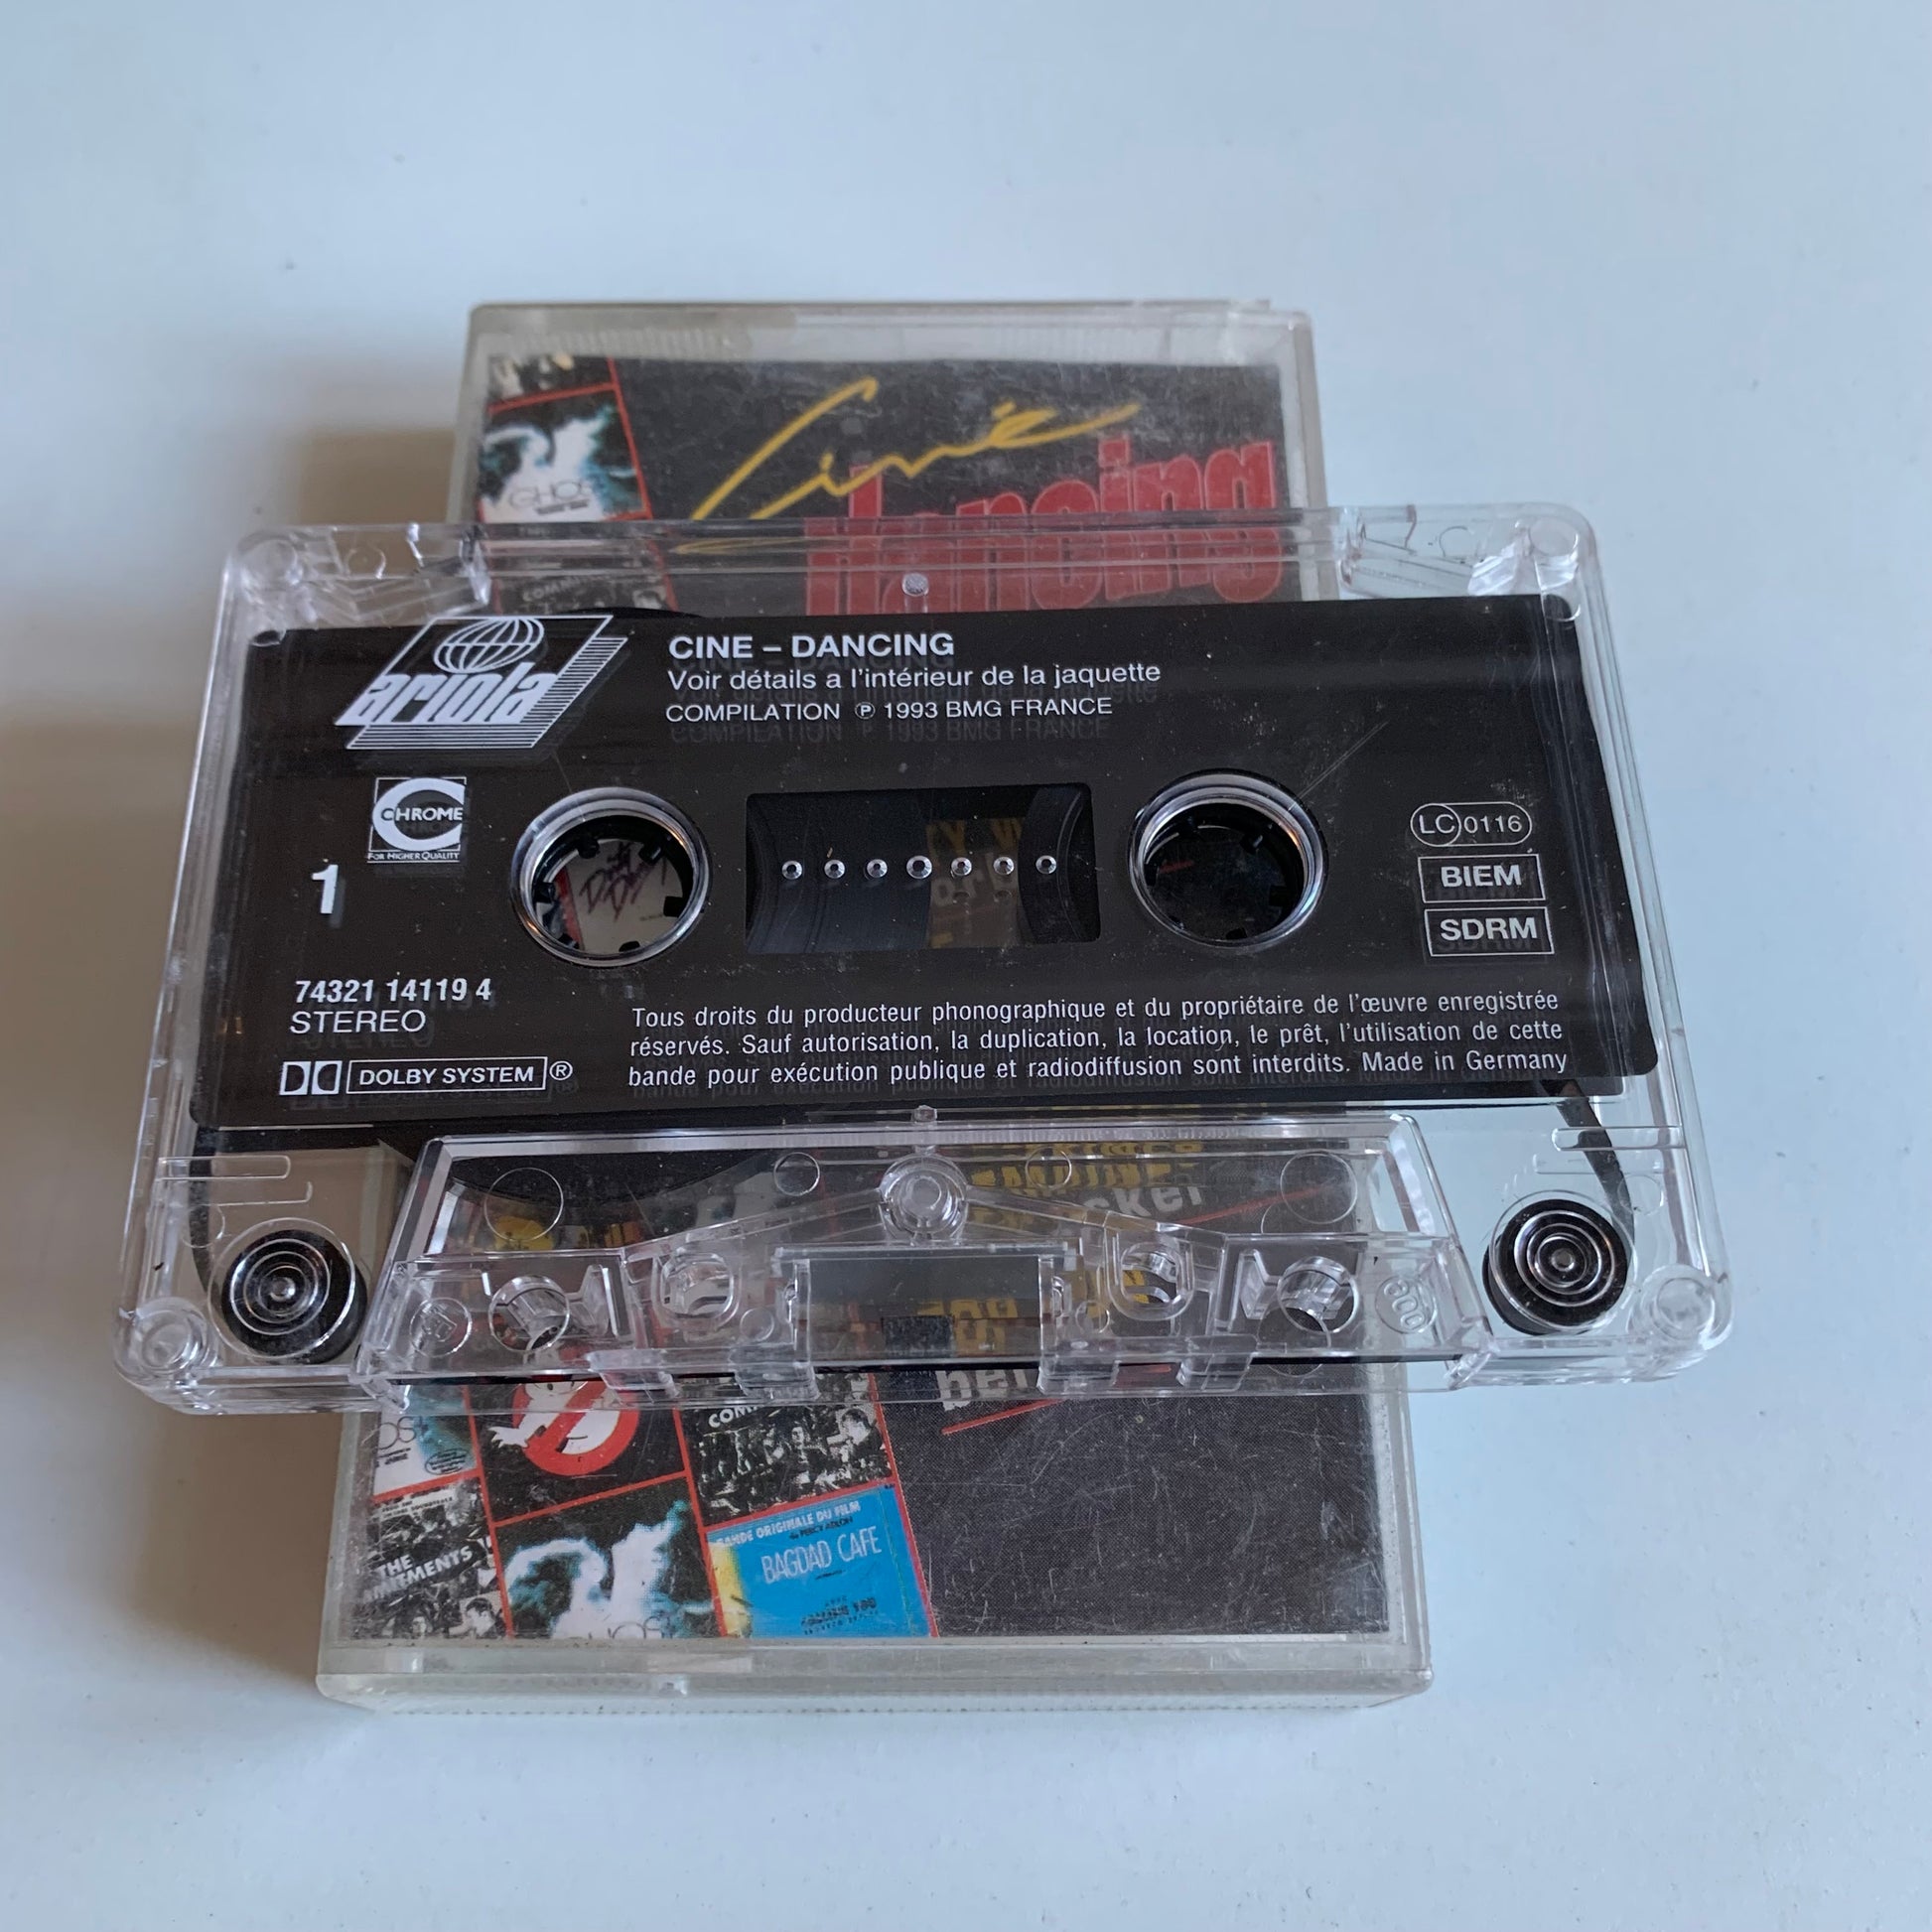 Ciné
dancing
GHOS
CINE – DANCING
Voir détails a l'intérieur de la jaquette
COMPILATION ℗ 1993 BMG FRANCE
ariola
CHROME
FOR HIGHER QUALITY
1
LC 0116
BIEM
SDRM
74321 14119 4
STEREO
DOLBY SYSTEM ®
Tous droits du producteur phonographique et du propriétaire de l'œuvre enregistrée
réservés. Sauf autorisation, la duplication, la location, le prêt, l'utilisation de cette
bande pour exécution publique et radiodiffusion sont interdits. Made in Germany
THE
BANDE ORIGINALE DU FILM
BAGDAD CAFE